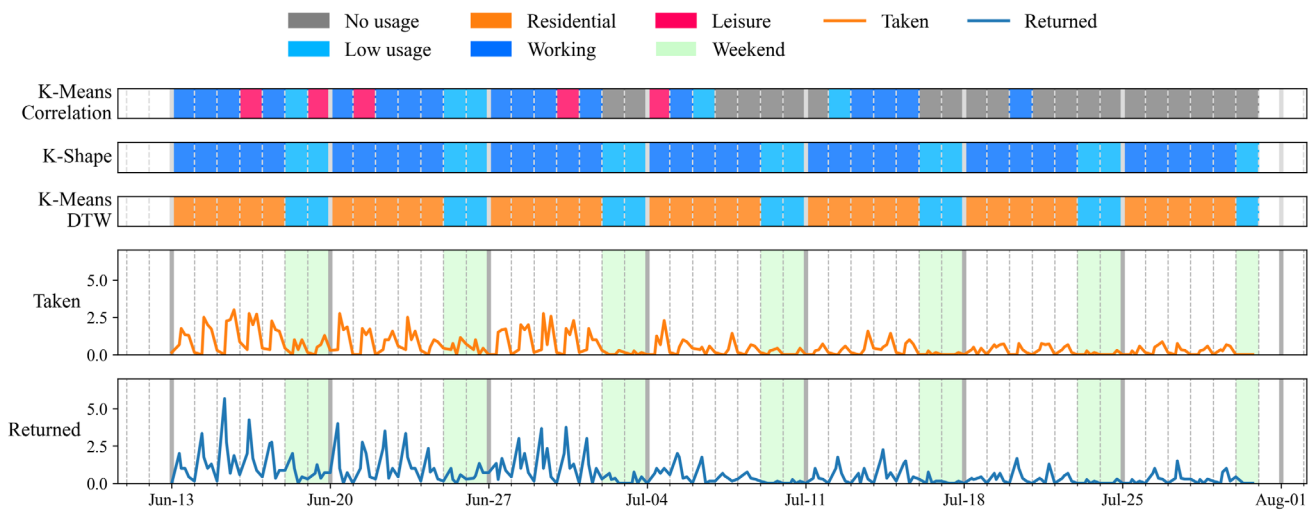 No usage Residential Leisure Taken Returned
Low usage Working Weekend
K-Means
Correlation
K-Shape
K-Means
DTW
5.0
Taken
2.5
0.0
5.0
Returned
2.5
0.0
Jun-13 Jun-20 Jun-27 Jul-04 Jul-11 Jul-18 Jul-25 Aug-01